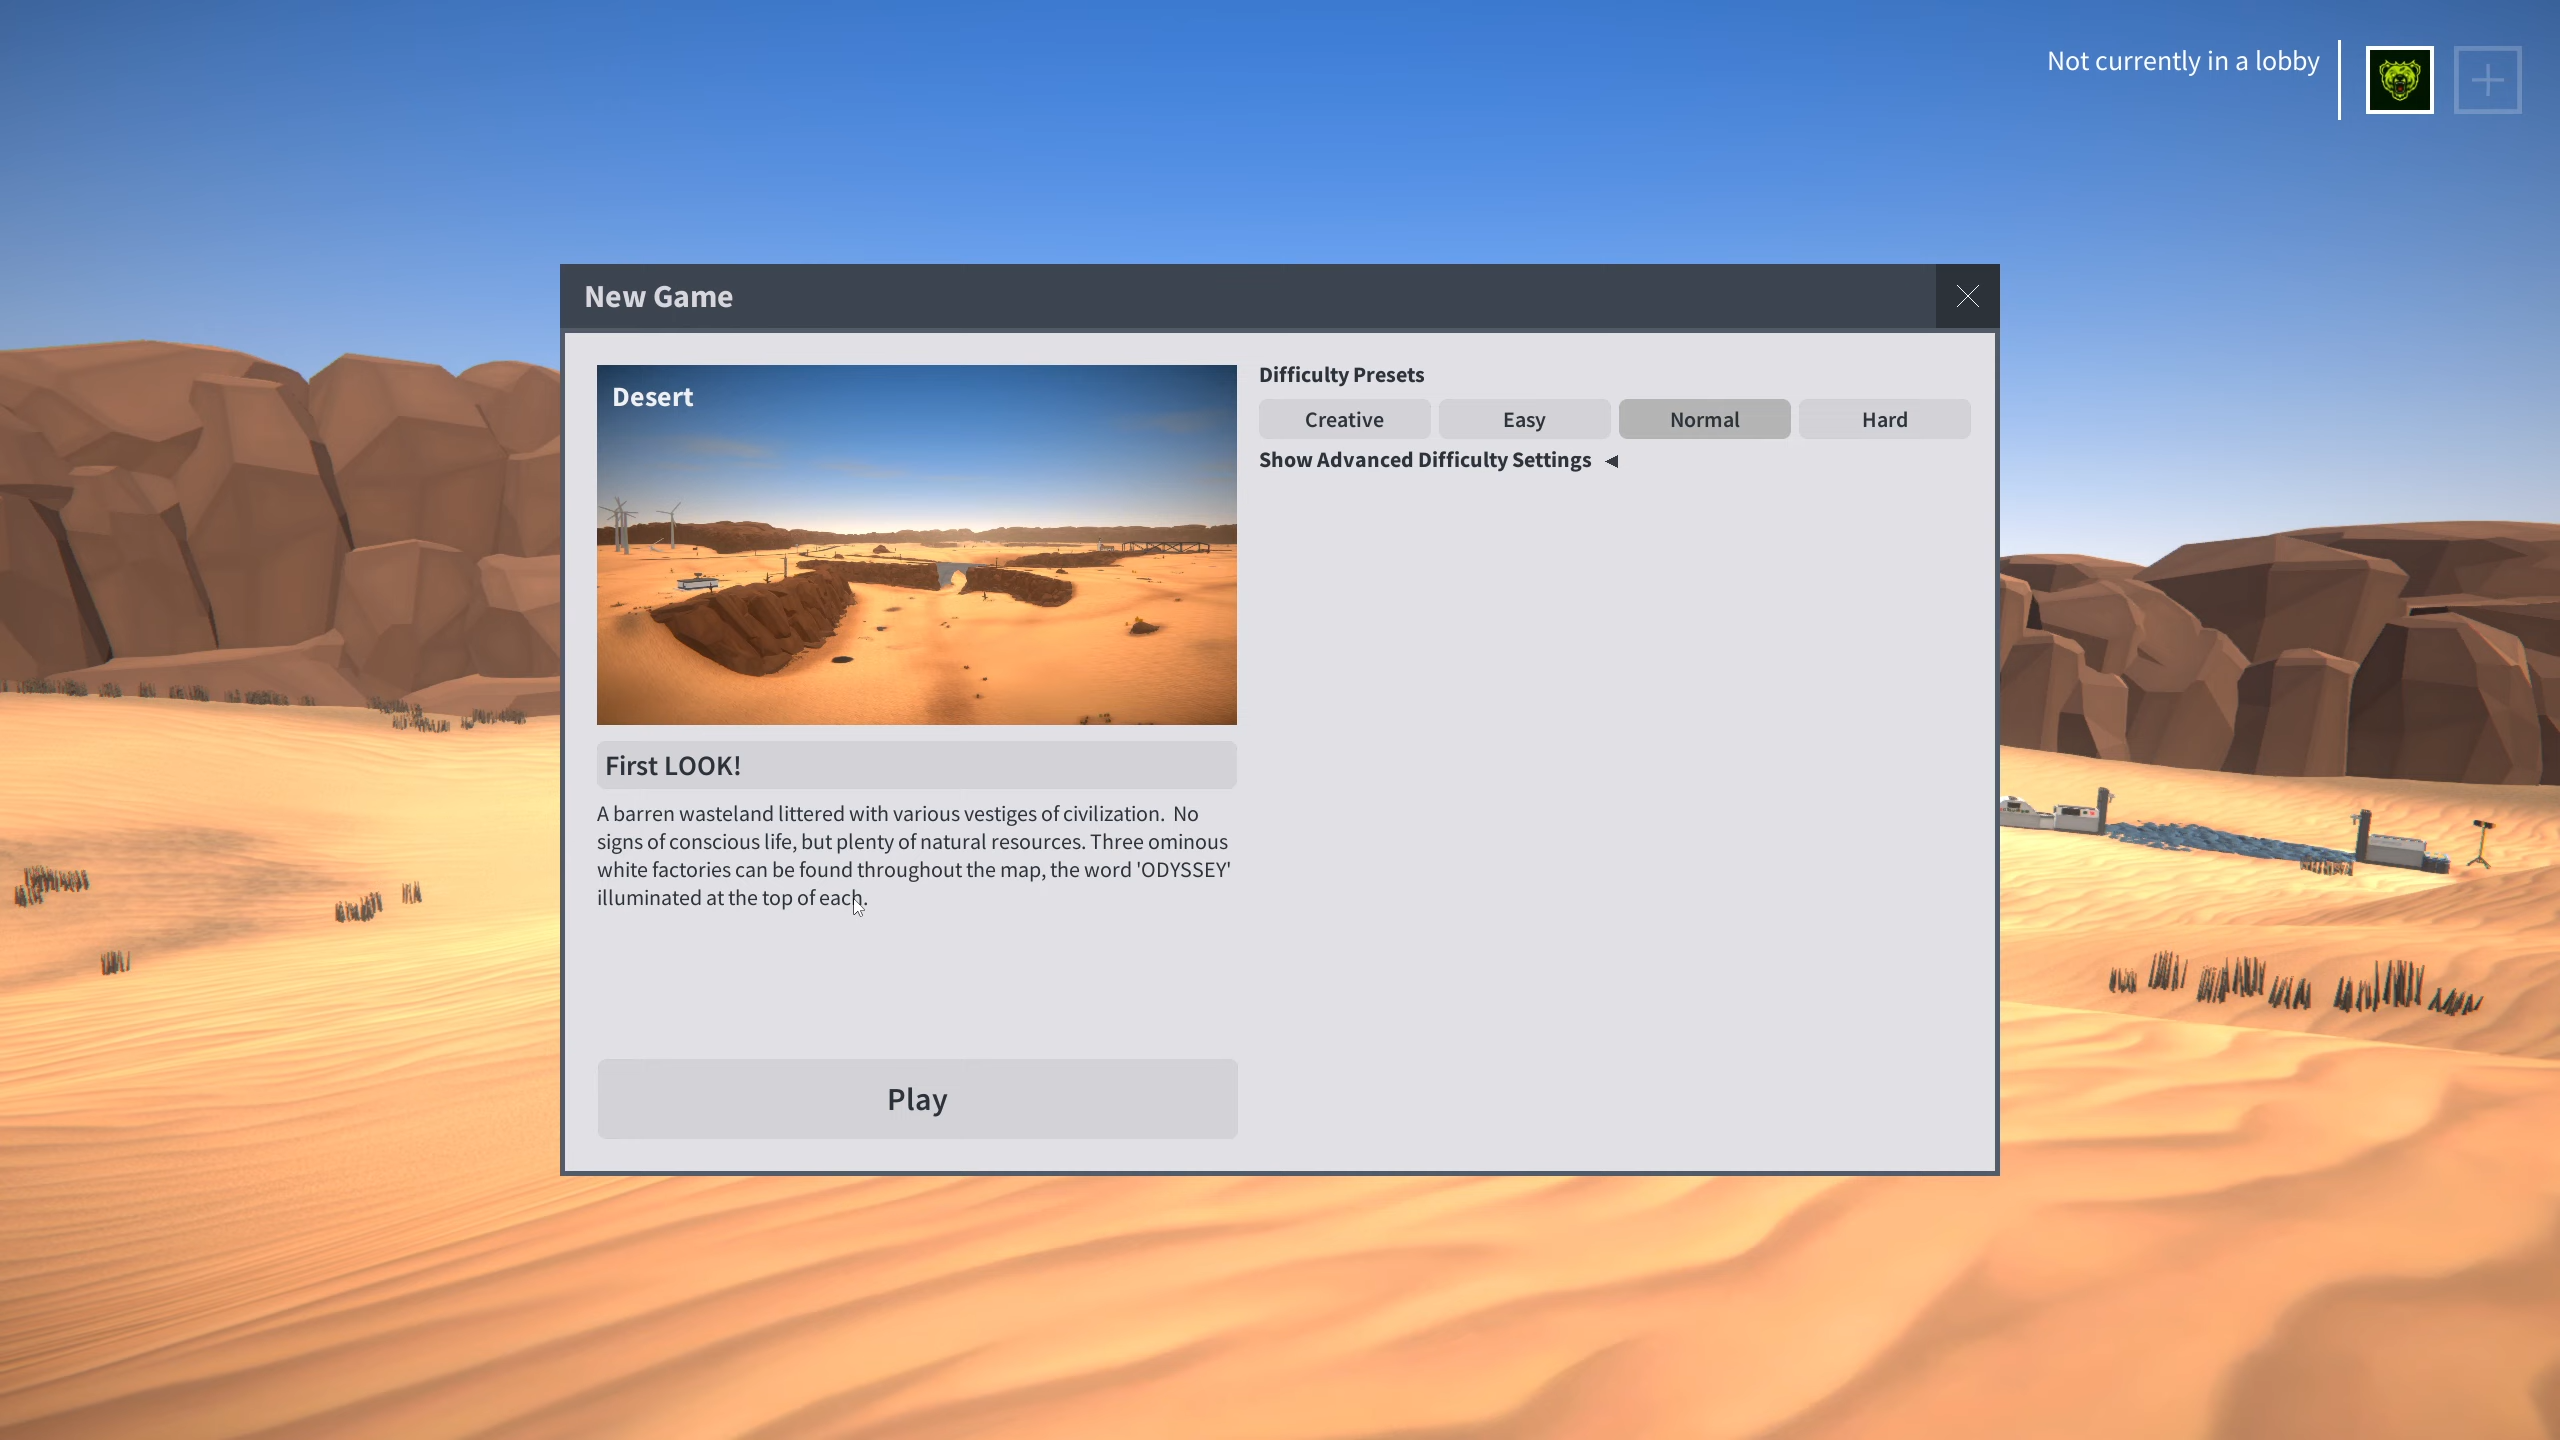 Not currently in a lobby
New Game
Desert
First LOOK!
A barren wasteland littered with various vestiges of civilization.  No
signs of conscious life, but plenty of natural resources. Three ominous
white factories can be found throughout the map, the word 'ODYSSEY'
illuminated at the top of each.
Play
Difficulty Presets
Creative
Easy
Normal
Hard
Show Advanced Difficulty Settings